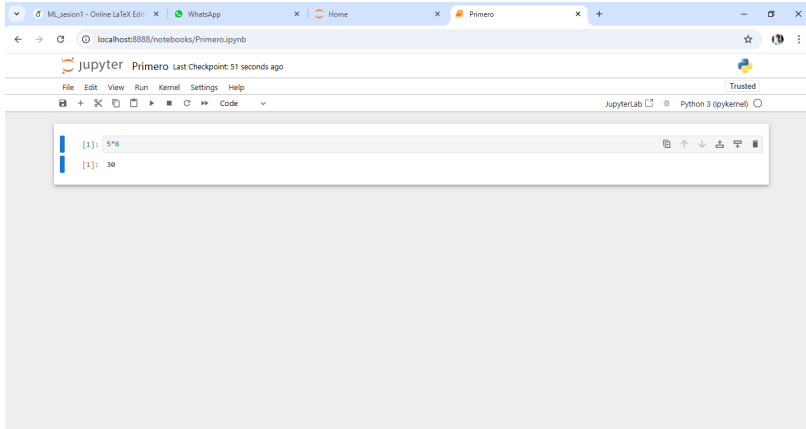 ML_sesion1 - Online LaTeX Edit WhatsApp Home Primero
localhost:8888/notebooks/Primero.ipynb
jupyter Primero Last Checkpoint: 51 seconds ago
File Edit View Run Kernel Settings Help Trusted
Code JupyterLab Python 3 (ipykernel)
[1]: 5*6
[1]: 30